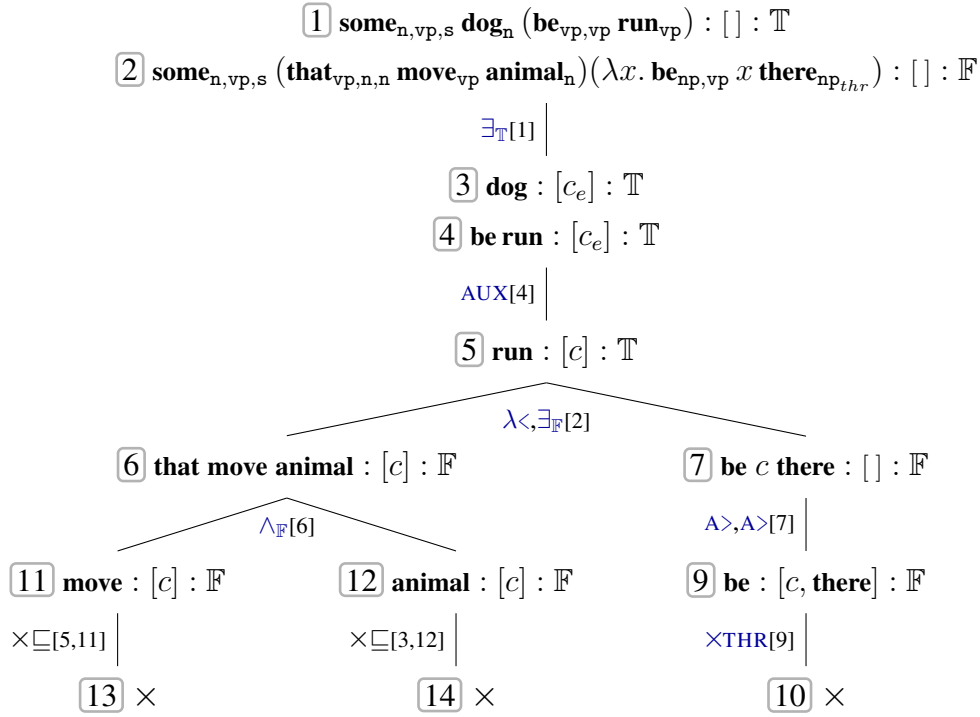 1 some_{n,vp,s} dog_n (be_{vp,vp} run_{vp}) : [ ] : 𝕋
2 some_{n,vp,s} (that_{vp,n,n} move_{vp} animal_n)(λx. be_{np,vp} x there_{np_{thr}}) : [ ] : 𝔽
∃_𝕋[1]
3 dog : [c_e] : 𝕋
4 be run : [c_e] : 𝕋
AUX[4]
5 run : [c] : 𝕋
λ<,∃_𝔽[2]
6 that move animal : [c] : 𝔽 7 be c there : [ ] : 𝔽
∧_𝔽[6] A>,A>[7]
11 move : [c] : 𝔽 12 animal : [c] : 𝔽 9 be : [c, there] : 𝔽
×⊑[5,11] ×⊑[3,12] ×THR[9]
13 × 14 × 10 ×